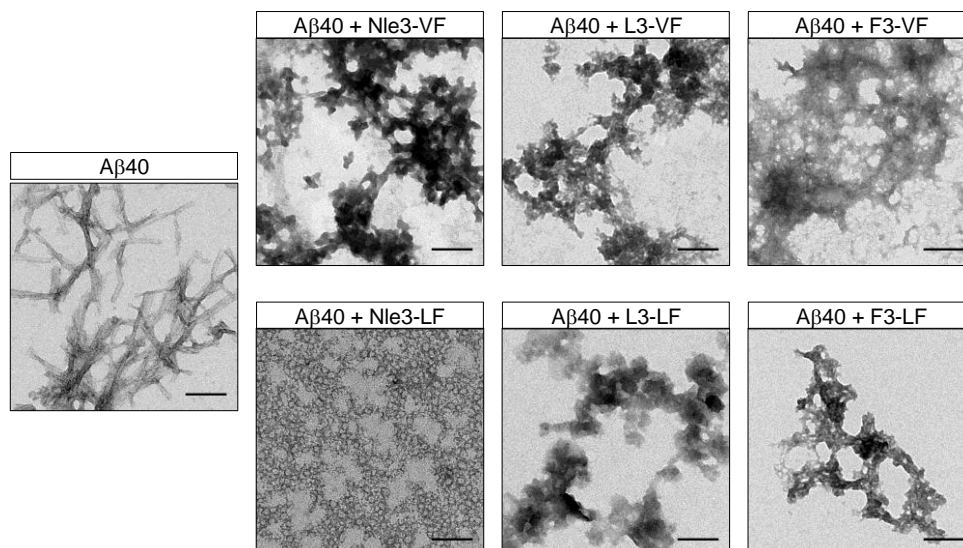 Aβ40 + Nle3-VF
Aβ40 + L3-VF
Aβ40 + F3-VF
Aβ40
Aβ40 + Nle3-LF
Aβ40 + L3-LF
Aβ40 + F3-LF